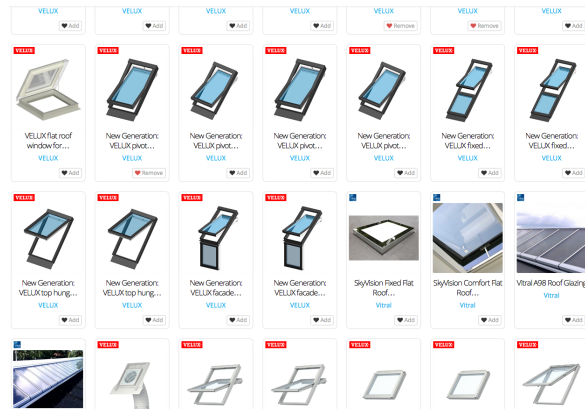 VELUX VELUX VELUX VELUX VELUX VELUX VELUX
Add Add Add Add Remove Remove Add
VELUX VELUX VELUX VELUX VELUX VELUX VELUX
VELUX flat roof New Generation: New Generation: New Generation: New Generation: New Generation: New Generation:
window for... VELUX pivot... VELUX pivot... VELUX pivot... VELUX pivot... VELUX fixed... VELUX fixed...
VELUX VELUX VELUX VELUX VELUX VELUX VELUX
Add Remove Add Add Add Add Add
VELUX VELUX VELUX VELUX
New Generation: New Generation: New Generation: New Generation: SkyVision Fixed Flat SkyVision Comfort Flat Vitral A98 Roof Glazing
VELUX top hung... VELUX top hung... VELUX facade... VELUX facade... Roof... Roof... Vitral
VELUX VELUX VELUX VELUX Vitral Vitral
Add Add Add Add Add Add Add
VELUX VELUX VELUX VELUX VELUX VELUX